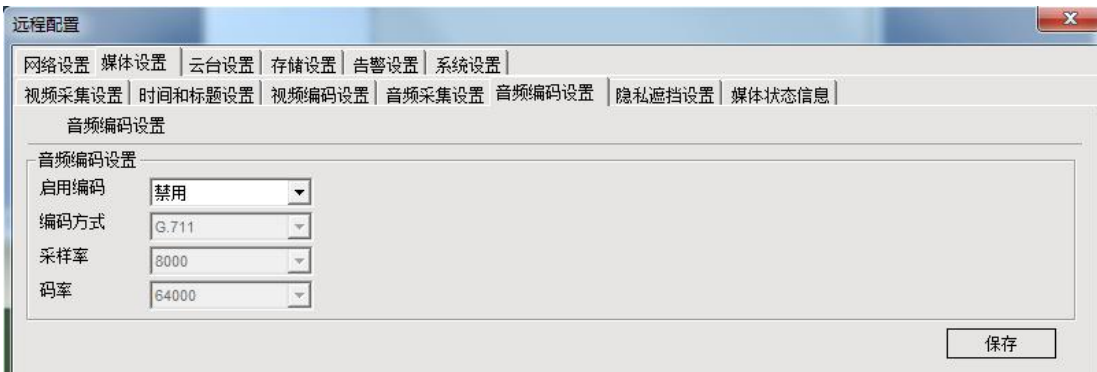 远程配置
网络设置 媒体设置 云台设置 存储设置 告警设置 系统设置
视频采集设置 时间和标题设置 视频编码设置 音频采集设置 音频编码设置 隐私遮挡设置 媒体状态信息
音频编码设置
音频编码设置
启用编码 禁用
编码方式 G.711
采样率 8000
码率 64000
保存